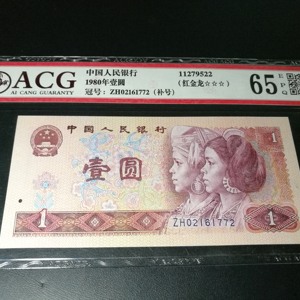 ACG
AI CANG GUARANTY
中国人民银行
1980年壹圆
冠号：ZH02161772（补号）
11279522
（红金龙☆☆☆）
65 EPQ
中国人民银行
1
壹圆
ZH02161772
1
1